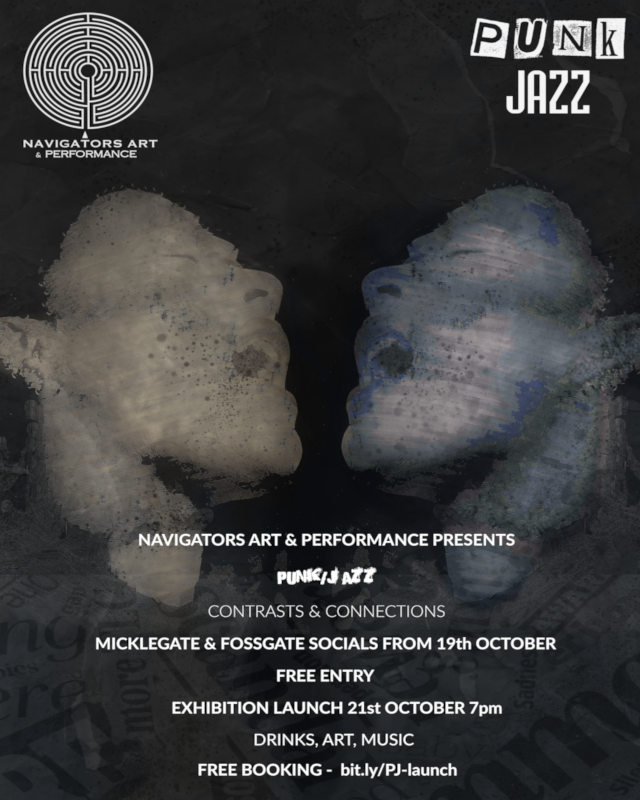 NAVIGATORS ART
& PERFORMANCE
PUNk
JAZZ
NAVIGATORS ART & PERFORMANCE PRESENTS
PUNK/JAZZ
CONTRASTS & CONNECTIONS
MICKLEGATE & FOSSGATE SOCIALS FROM 19th OCTOBER
FREE ENTRY
EXHIBITION LAUNCH 21st OCTOBER 7pm
DRINKS, ART, MUSIC
FREE BOOKING - bit.ly/PJ-launch
more